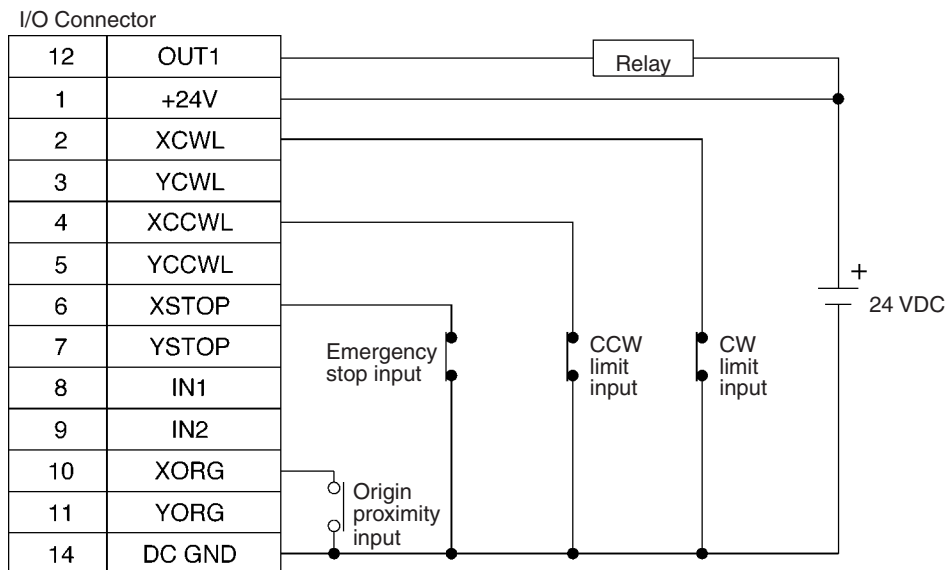 I/O Connector
12 OUT1
Relay
1 +24V
2 XCWL
3 YCWL
4 XCCWL
5 YCCWL
+
6 XSTOP
24 VDC
7 YSTOP
Emergency
stop input
CCW
limit
input
CW
limit
input
8 IN1
9 IN2
10 XORG
Origin
proximity
input
11 YORG
14 DC GND